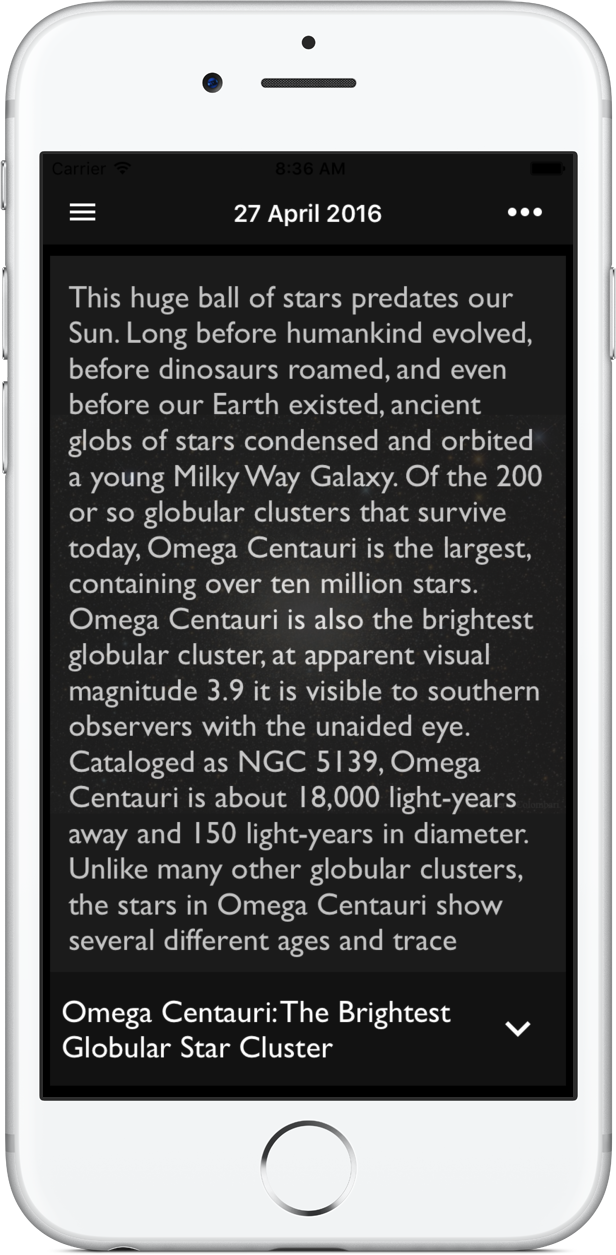 Carrier 8:36 AM
27 April 2016
This huge ball of stars predates our
Sun. Long before humankind evolved,
before dinosaurs roamed, and even
before our Earth existed, ancient
globs of stars condensed and orbited
a young Milky Way Galaxy. Of the 200
or so globular clusters that survive
today, Omega Centauri is the largest,
containing over ten million stars.
Omega Centauri is also the brightest
globular cluster, at apparent visual
magnitude 3.9 it is visible to southern
observers with the unaided eye.
Cataloged as NGC 5139, Omega
Centauri is about 18,000 light-years
away and 150 light-years in diameter.
Unlike many other globular clusters,
the stars in Omega Centauri show
several different ages and trace
Omega Centauri: The Brightest
Globular Star Cluster